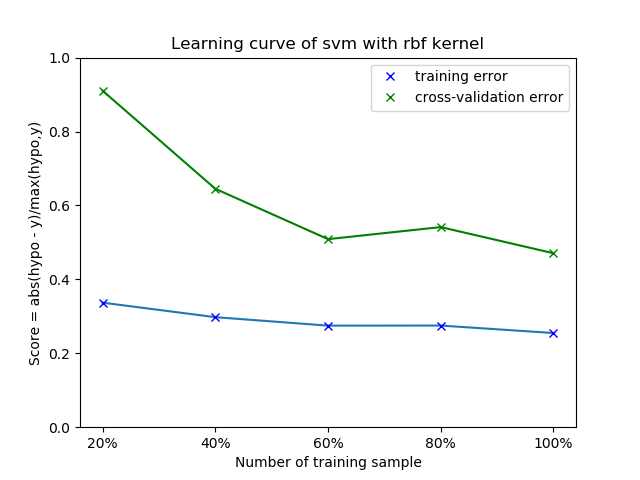 Learning curve of svm with rbf kernel
training error
cross-validation error
Score = abs(hypo - y)/max(hypo,y)
1.0
0.8
0.6
0.4
0.2
0.0
20% 40% 60% 80% 100%
Number of training sample